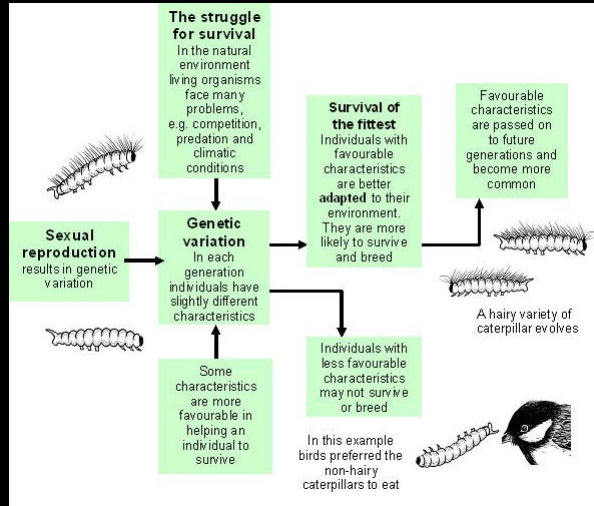 The struggle
for survival
In the natural
environment
living organisms
face many
problems,
e.g. competition,
predation and
climatic
conditions
Sexual
reproduction
results in genetic
variation
Genetic
variation
In each
generation
individuals have
slightly different
characteristics
Some
characteristics
are more
favourable in
helping an
individual to
survive
Survival of
the fittest
Individuals with
favourable
characteristics
are better
adapted to their
environment.
They are more
likely to survive
and breed
Individuals with
less favourable
characteristics
may not survive
or breed
In this example
birds preferred the
non-hairy
caterpillars to eat
Favourable
characteristics
are passed on
to future
generations and
become more
common
A hairy variety of
caterpillar evolves